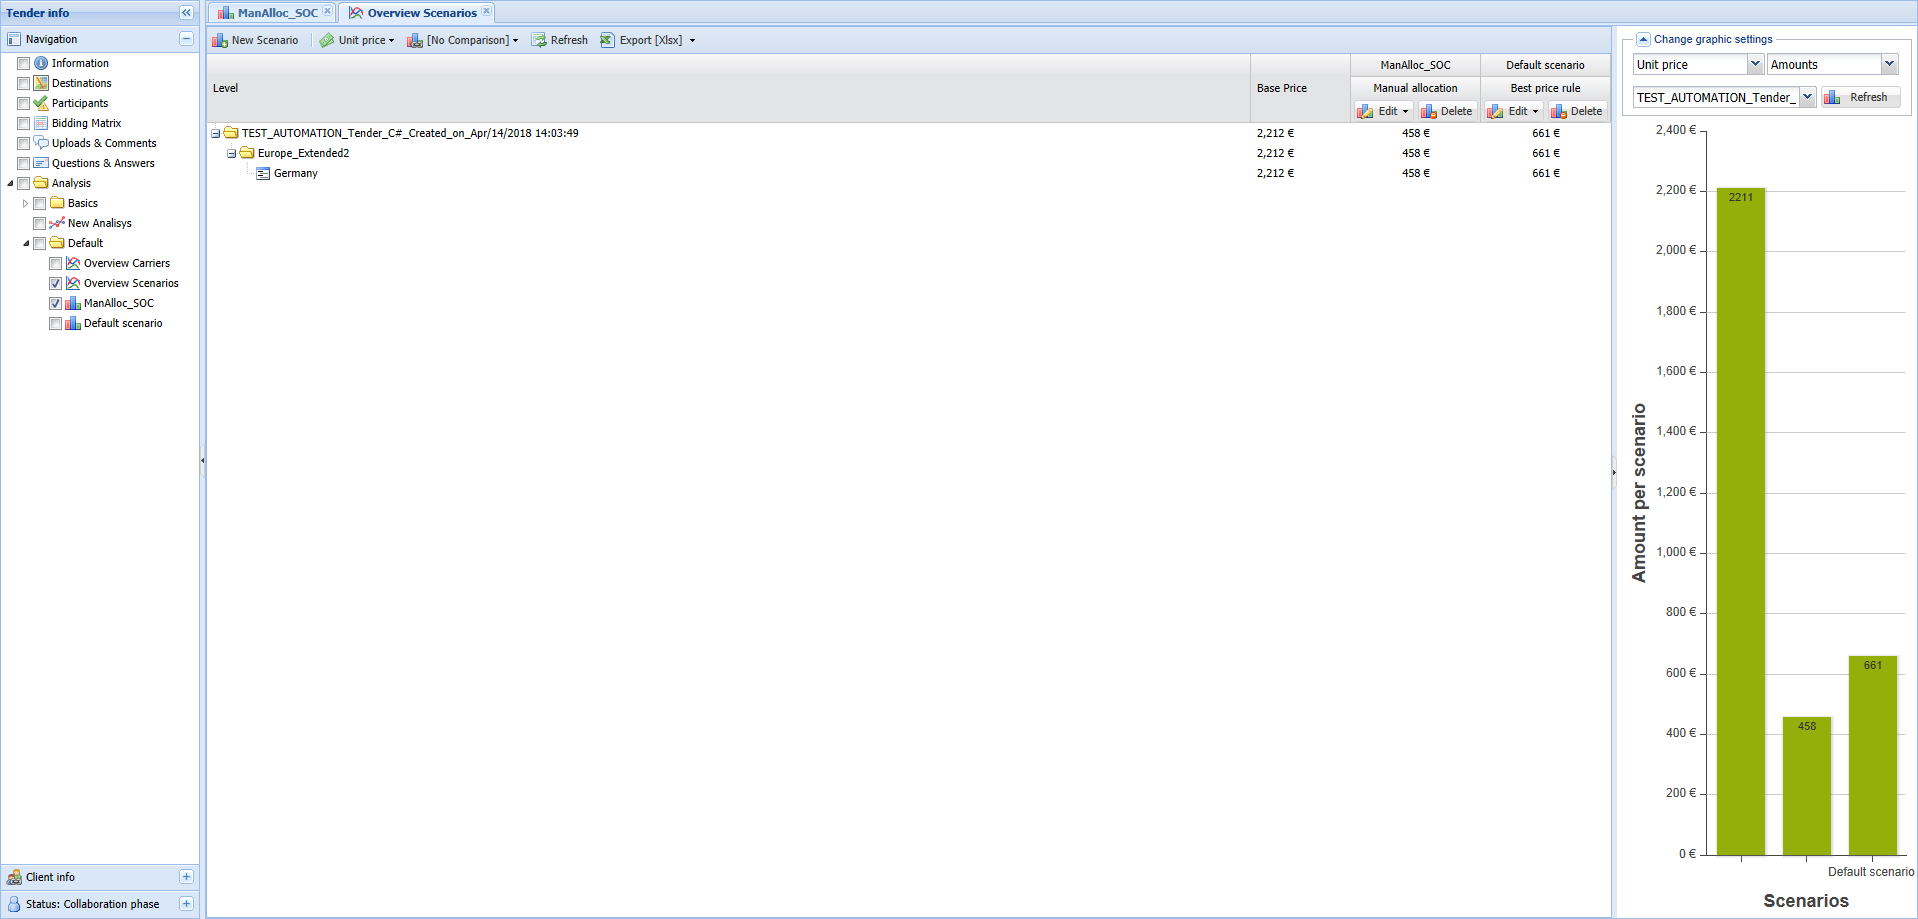 Tender info
Navigation
Information
Destinations
Participants
Bidding Matrix
Uploads & Comments
Questions & Answers
Analysis
Basics
New Analisys
Default
Overview Carriers
Overview Scenarios
ManAlloc_SOC
Default scenario
Client info
Status: Collaboration phase
ManAlloc_SOC Overview Scenarios
New Scenario Unit price [No Comparison] Refresh Export [Xlsx]
Level Base Price
ManAlloc_SOC Default scenario
Manual allocation Best price rule
Edit Delete Edit Delete
TEST_AUTOMATION_Tender_C#_Created_on_Apr/14/2018 14:03:49 2,212 € 458 € 661 €
Europe_Extended2 2,212 € 458 € 661 €
Germany 2,212 € 458 € 661 €
Change graphic settings
Unit price Amounts
TEST_AUTOMATION_Tender_ Refresh
2,400 €
2,200 €
2,000 €
1,800 €
1,600 €
1,400 €
1,200 €
1,000 €
800 €
600 €
400 €
200 €
0 €
Amount per scenario
2211
458
661
Default scenario
Scenarios